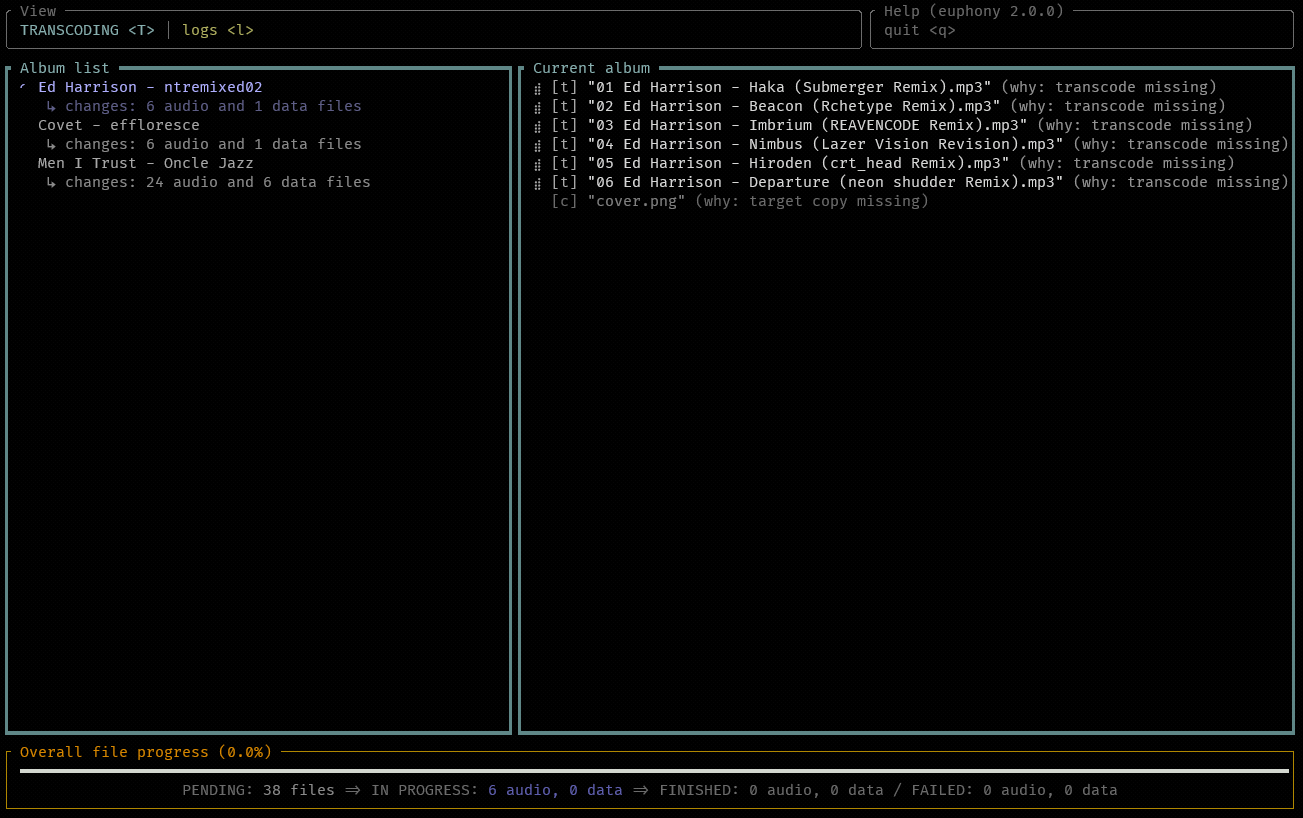 View
TRANSCODING <T> | logs <l>
Help (euphony 2.0.0)
quit <q>
Album list
Ed Harrison - ntremixed02
↳ changes: 6 audio and 1 data files
Covet - effloresce
↳ changes: 6 audio and 1 data files
Men I Trust - Oncle Jazz
↳ changes: 24 audio and 6 data files
Current album
[t] "01 Ed Harrison - Haka (Submerger Remix).mp3" (why: transcode missing)
[t] "02 Ed Harrison - Beacon (Rchetype Remix).mp3" (why: transcode missing)
[t] "03 Ed Harrison - Imbrium (REAVENCODE Remix).mp3" (why: transcode missing)
[t] "04 Ed Harrison - Nimbus (Lazer Vision Revision).mp3" (why: transcode missing)
[t] "05 Ed Harrison - Hiroden (crt_head Remix).mp3" (why: transcode missing)
[t] "06 Ed Harrison - Departure (neon shudder Remix).mp3" (why: transcode missing)
[c] "cover.png" (why: target copy missing)
Overall file progress (0.0%)
PENDING: 38 files ⇒ IN PROGRESS: 6 audio, 0 data ⇒ FINISHED: 0 audio, 0 data / FAILED: 0 audio, 0 data